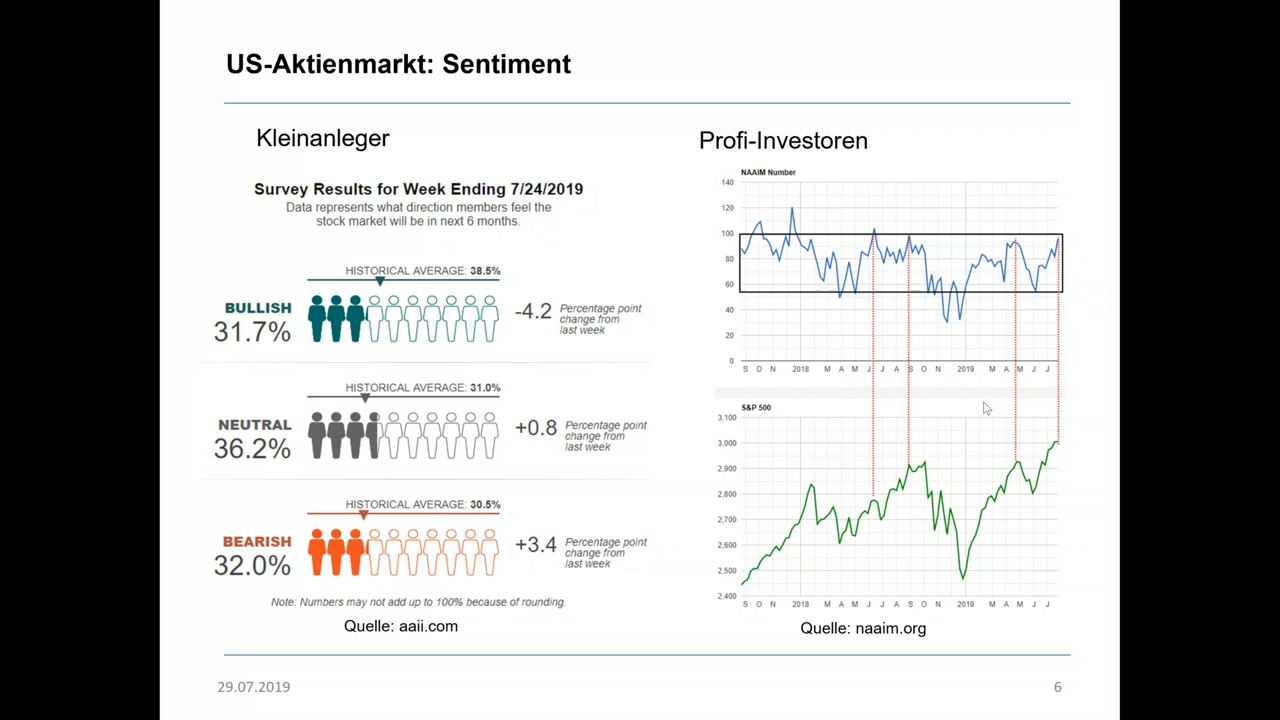 US-Aktienmarkt: Sentiment
Kleinanleger
Survey Results for Week Ending 7/24/2019
Data represents what direction members feel the
stock market will be in next 6 months.
HISTORICAL AVERAGE: 38.5%
BULLISH
31.7%
-4.2
Percentage point
change from
last week
HISTORICAL AVERAGE: 31.0%
NEUTRAL
36.2%
+0.8
Percentage point
change from
last week
HISTORICAL AVERAGE: 30.5%
BEARISH
32.0%
+3.4
Percentage point
change from
last week
Note: Numbers may not add up to 100% because of rounding.
Quelle: aaii.com
Profi-Investoren
NAAIM Number
140
120
100
80
60
40
20
0
S O N 2018 M A M J J A S O N 2019 M A M J J
S&P 500
3,100
3,000
2,900
2,800
2,700
2,600
2,500
2,400
S O N 2018 M A M J J A S O N 2019 M A M J J
Quelle: naaim.org
29.07.2019
6